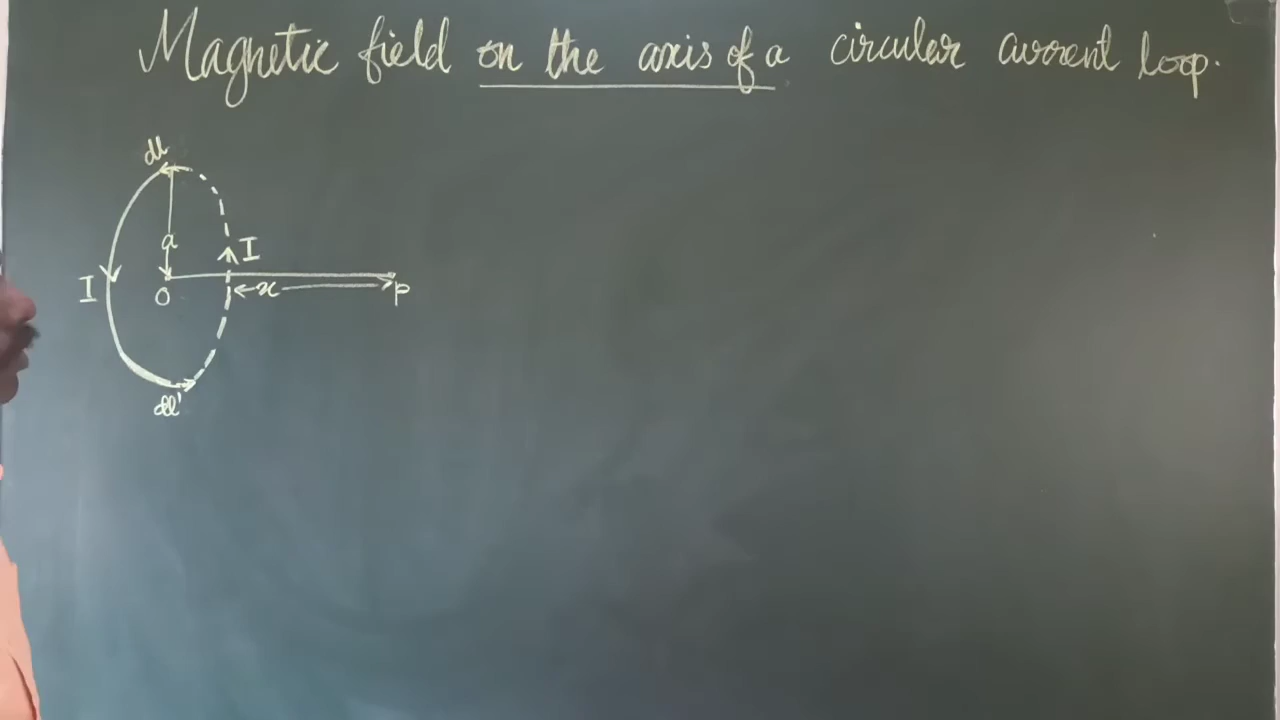 Magnetic field on the axis of a circular current loop.
dl
a
I
I
O
x
P
dl'